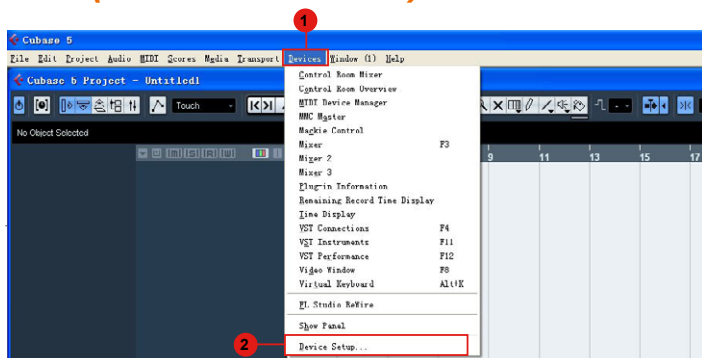 1
Cubase 5
File Edit Project Audio MIDI Scores Media Transport Devices Window (1) Help
Cubase 5 Project - Untitled1
Touch
No Object Selected
9 11 13 15 17
Control Room Mixer
Control Room Overview
MIDI Device Manager
MMC Master
Mackie Control
Mixer F3
Mixer 2
Mixer 3
Plug-in Information
Remaining Record Time Display
Time Display
VST Connections F4
VST Instruments F11
VST Performance F12
Video Window F8
Virtual Keyboard Alt+K
FL Studio ReWire
Show Panel
2
Device Setup...